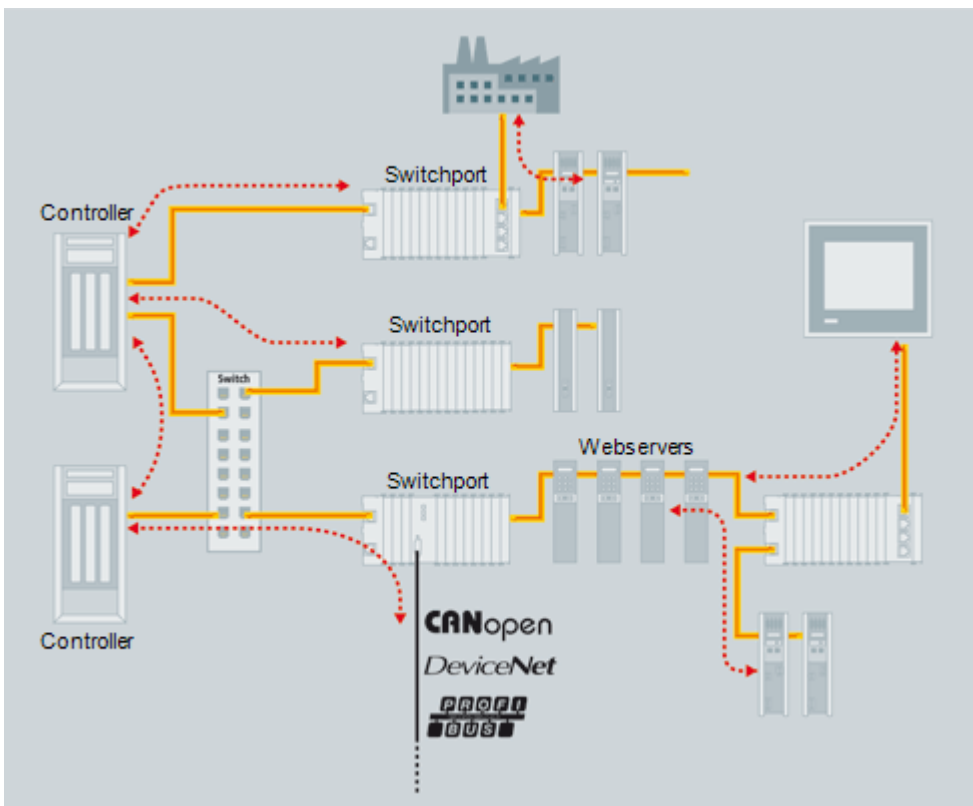 Switchport
Controller
Switchport
Switch
Webservers
Switchport
Controller
CANopen
DeviceNet
PROFI
BUS